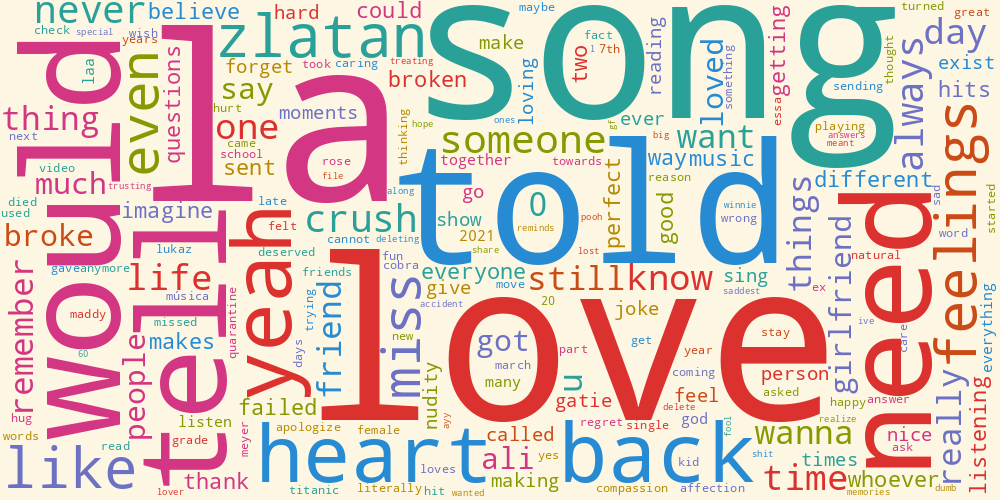 never
believe
hard
could
maybe
song
turned
great
check
special
wish
zlatan
make
fact
1
7th
day
years
la
took
caring
treating
two
reading
loved
getting
thought
always
exist
laa
even
questions
forget
say
broken
loving
something
sending
hits
thing
hurt
moments
ones
essa
playing
answers
meant
would
one
came
school
sent
thinking
hope
someone
ever
gf
big
want
next
video
much
trusting
rose
file
together
towards
told
way
music
reason
different
feelings
died
used
imagine
late
felt
crush
along
go
show
0
pooh
perfect
good
winnie
wrong
things
girlfriend
need
sad
word
started
broke
lukaz
yeah
cannot
deleting
2021
share
reminds
lost
deserved
gave
anymore
life
friends
fun
cobra
everyone
move
still
know
sing
saddest
natural
remember
música
quarantine
trying
friend
miss
accident
give
20
joke
ex
everything
maddy
missed
tell
days
love
new
got
part
get
year
stay
ive
care
60
people
makes
march
many
u
coming
person
feel
asked
hug
listen
failed
nudity
gatie
delete
happy
answer
really
listening
words
grade
meyer
apologize
female
ayy
regret
single
god
fool
realize
nice
ask
read
heart
called
yes
back
kid
shit
wanna
times
like
lover
thank
titanic
literally
loves
hit
ali
wanted
making
compassion
affection
time
whoever
memories
dumb